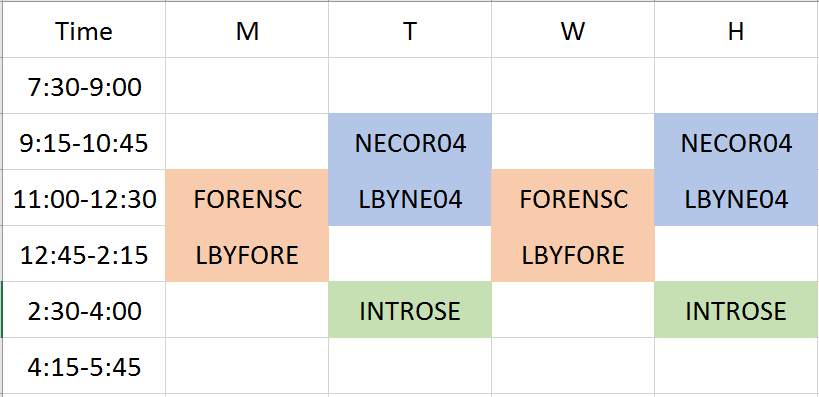 Time M T W H
7:30-9:00
9:15-10:45 NECOR04 NECOR04
11:00-12:30 FORENSC LBYNE04 FORENSC LBYNE04
12:45-2:15 LBYFORE LBYFORE
2:30-4:00 INTROSE INTROSE
4:15-5:45